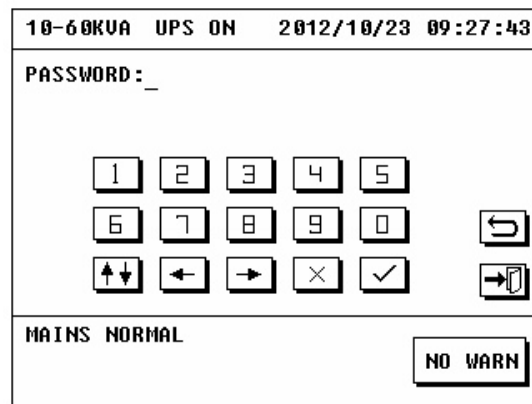 10-60KVA UPS ON 2012/10/23 09:27:43
PASSWORD:_
1 2 3 4 5
6 7 8 9 0
MAINS NORMAL
NO WARN